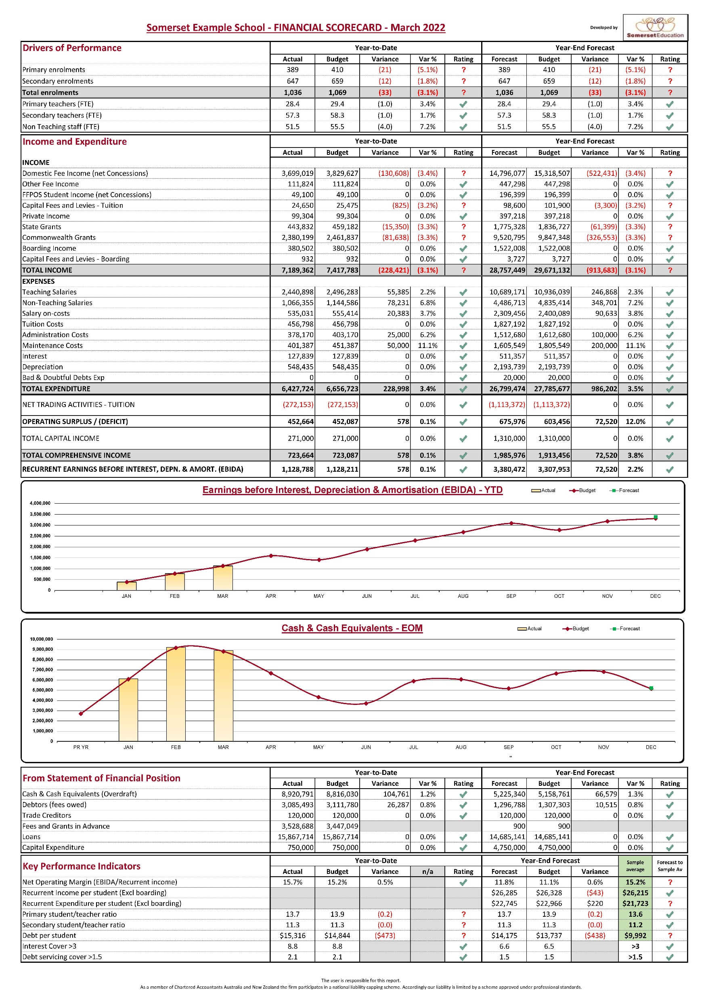 Somerset Example School - FINANCIAL SCORECARD - March 2022
Developed by
SomersetEducation
Drivers of Performance Year-to-Date Year-End Forecast
Actual Budget Variance Var % Rating Forecast Budget Variance Var % Rating
Primary enrolments 389 410 (21) (5.1%) ? 389 410 (21) (5.1%) ?
Secondary enrolments 647 659 (12) (1.8%) ? 647 659 (12) (1.8%) ?
Total enrolments 1,036 1,069 (33) (3.1%) ? 1,036 1,069 (33) (3.1%) ?
Primary teachers (FTE) 28.4 29.4 (1.0) 3.4% 28.4 29.4 (1.0) 3.4%
Secondary teachers (FTE) 57.3 58.3 (1.0) 1.7% 57.3 58.3 (1.0) 1.7%
Non Teaching staff (FTE) 51.5 55.5 (4.0) 7.2% 51.5 55.5 (4.0) 7.2%
Income and Expenditure Year-to-Date Year-End Forecast
Actual Budget Variance Var % Rating Forecast Budget Variance Var % Rating
INCOME
Domestic Fee Income (net Concessions) 3,699,019 3,829,627 (130,608) (3.4%) ? 14,796,077 15,318,507 (522,431) (3.4%) ?
Other Fee Income 111,824 111,824 0 0.0% 447,298 447,298 0 0.0%
FFPOS Student Income (net Concessions) 49,100 49,100 0 0.0% 196,399 196,399 0 0.0%
Capital Fees and Levies - Tuition 24,650 25,475 (825) (3.2%) ? 98,600 101,900 (3,300) (3.2%) ?
Private Income 99,304 99,304 0 0.0% 397,218 397,218 0 0.0%
State Grants 443,832 459,182 (15,350) (3.3%) ? 1,775,328 1,836,727 (61,399) (3.3%) ?
Commonwealth Grants 2,380,199 2,461,837 (81,638) (3.3%) ? 9,520,795 9,847,348 (326,553) (3.3%) ?
Boarding Income 380,502 380,502 0 0.0% 1,522,008 1,522,008 0 0.0%
Capital Fees and Levies - Boarding 932 932 0 0.0% 3,727 3,727 0 0.0%
TOTAL INCOME 7,189,362 7,417,783 (228,421) (3.1%) ? 28,757,449 29,671,132 (913,683) (3.1%) ?
EXPENSES
Teaching Salaries 2,440,898 2,496,283 55,385 2.2% 10,689,171 10,936,039 246,868 2.3%
Non-Teaching Salaries 1,066,355 1,144,586 78,231 6.8% 4,486,713 4,835,414 348,701 7.2%
Salary on-costs 535,031 555,414 20,383 3.7% 2,309,456 2,400,089 90,633 3.8%
Tuition Costs 456,798 456,798 0 0.0% 1,827,192 1,827,192 0 0.0%
Administration Costs 378,170 403,170 25,000 6.2% 1,512,680 1,612,680 100,000 6.2%
Maintenance Costs 401,387 451,387 50,000 11.1% 1,605,549 1,805,549 200,000 11.1%
Interest 127,839 127,839 0 0.0% 511,357 511,357 0 0.0%
Depreciation 548,435 548,435 0 0.0% 2,193,739 2,193,739 0 0.0%
Bad & Doubtful Debts Exp 0 0 0 20,000 20,000 0 0.0%
TOTAL EXPENDITURE 6,427,724 6,656,723 228,998 3.4% 26,799,474 27,785,677 986,202 3.5%
NET TRADING ACTIVITIES - TUITION (272,153) (272,153) 0 0.0% (1,113,372) (1,113,372) 0 0.0%
OPERATING SURPLUS / (DEFICIT) 452,664 452,087 578 0.1% 675,976 603,456 72,520 12.0%
TOTAL CAPITAL INCOME 271,000 271,000 0 0.0% 1,310,000 1,310,000 0 0.0%
TOTAL COMPREHENSIVE INCOME 723,664 723,087 578 0.1% 1,985,976 1,913,456 72,520 3.8%
RECURRENT EARNINGS BEFORE INTEREST, DEPN. & AMORT. (EBIDA) 1,128,788 1,128,211 578 0.1% 3,380,472 3,307,953 72,520 2.2%
Earnings before Interest, Depreciation & Amortisation (EBIDA) - YTD Actual Budget Forecast
4,000,000
3,500,000
3,000,000
2,500,000
2,000,000
1,500,000
1,000,000
500,000
0
JAN FEB MAR APR MAY JUN JUL AUG SEP OCT NOV DEC
Cash & Cash Equivalents - EOM Actual Budget Forecast
10,000,000
9,000,000
8,000,000
7,000,000
6,000,000
5,000,000
4,000,000
3,000,000
2,000,000
1,000,000
0
PR YR JAN FEB MAR APR MAY JUN JUL AUG SEP OCT NOV DEC
From Statement of Financial Position Year-to-Date Year-End Forecast
Actual Budget Variance Var % Rating Forecast Budget Variance Var % Rating
Cash & Cash Equivalents (Overdraft) 8,920,791 8,816,030 104,761 1.2% 5,225,340 5,158,761 66,579 1.3%
Debtors (fees owed) 3,085,493 3,111,780 26,287 0.8% 1,296,788 1,307,303 10,515 0.8%
Trade Creditors 120,000 120,000 0 0.0% 120,000 120,000 0 0.0%
Fees and Grants in Advance 3,528,688 3,447,049 900 900
Loans 15,867,714 15,867,714 0 0.0% 14,685,141 14,685,141 0 0.0%
Capital Expenditure 750,000 750,000 0 0.0% 4,750,000 4,750,000 0 0.0%
Key Performance Indicators Year-to-Date Year-End Forecast Sample average Forecast to Sample Av
Actual Budget Variance n/a Rating Forecast Budget Variance
Net Operating Margin (EBIDA/Recurrent income) 15.7% 15.2% 0.5% 11.8% 11.1% 0.6% 15.2% ?
Recurrent Income per student (Excl boarding) $26,285 $26,328 ($43) $26,215
Recurrent Expenditure per student (Excl boarding) $22,745 $22,966 $220 $21,723 ?
Primary student/teacher ratio 13.7 13.9 (0.2) ? 13.7 13.9 (0.2) 13.6
Secondary student/teacher ratio 11.3 11.3 (0.0) ? 11.3 11.3 (0.0) 11.2
Debt per student $15,316 $14,844 ($473) ? $14,175 $13,737 ($438) $9,992 ?
Interest Cover >3 8.8 8.8 6.6 6.5 >3
Debt servicing cover >1.5 2.1 2.1 1.5 1.5 >1.5
The user is responsible for this report.
As a member of Chartered Accountants Australia and New Zealand the firm participates in a national liability capping scheme. Accordingly our liability is limited by a scheme approved under professional standards.